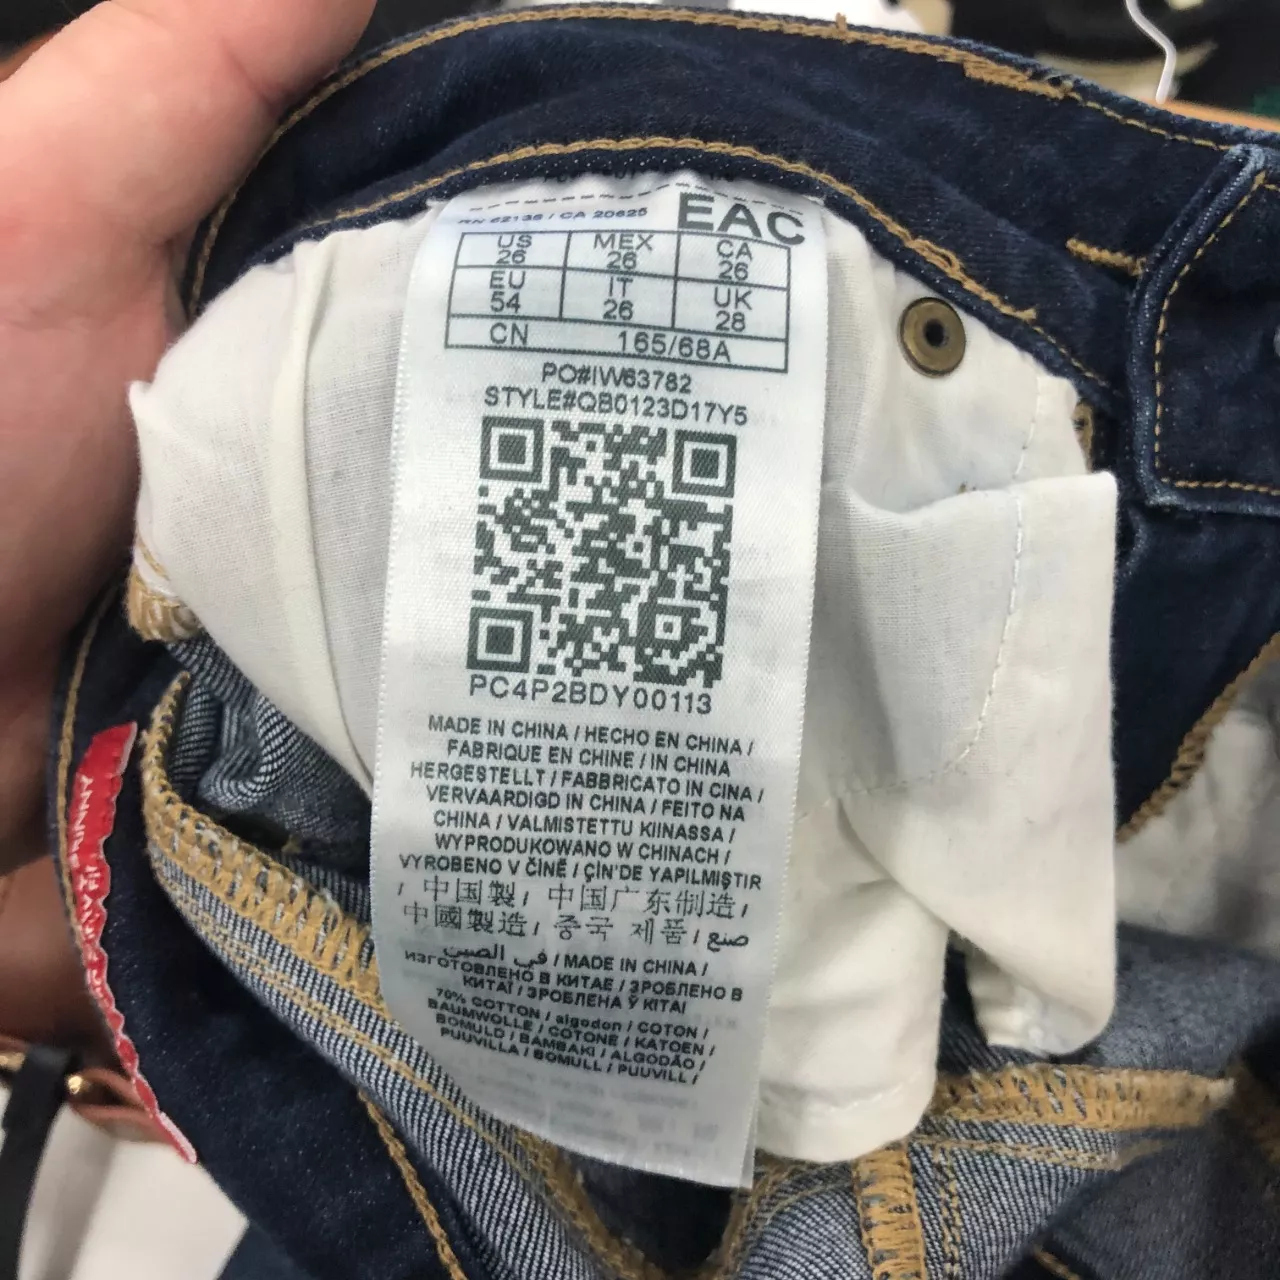 RN 62136 / CA 20625
EAC
US MEX CA
26 26 26
EU IT UK
54 26 28
CN 165/68A
PO#IW63782
STYLE#QB0123D17Y5
PC4P2BDY00113
MADE IN CHINA / HECHO EN CHINA /
FABRIQUE EN CHINE / IN CHINA
HERGESTELLT / FABBRICATO IN CINA /
VERVAARDIGD IN CHINA / FEITO NA
CHINA / VALMISTETTU KIINASSA /
WYPRODUKOWANO W CHINACH /
VYROBENO V ČÍNĚ / ÇİN'DE YAPILMIŞTIR
/ 中国製 / 中国广东制造 /
中國製造 / 중국 제품 / صنع
في الصين / MADE IN CHINA /
ИЗГОТОВЛЕНО В КИТАЕ / ЗРОБЛЕНО В
КИТАЇ / ЗРОБЛЕНА Ў KITAI
70% COTTON / algodon / COTON /
BAUMWOLLE / COTONE / KATOEN /
BOMULD / BAMBAKI / ALGODÃO /
PUUVILLA / BOMULL / PUUVILL /
SKINNY